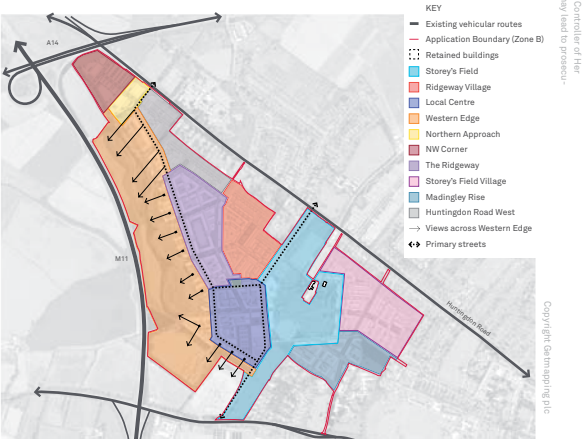 A14
M11
Huntingdon Road
KEY
Existing vehicular routes
Application Boundary (Zone B)
Retained buildings
Storey's Field
Ridgeway Village
Local Centre
Western Edge
Northern Approach
NW Corner
The Ridgeway
Storey's Field Village
Madingley Rise
Huntingdon Road West
Views across Western Edge
Primary streets
Controller of Her
ay lead to prosecu-
Copyright Getmapping plc